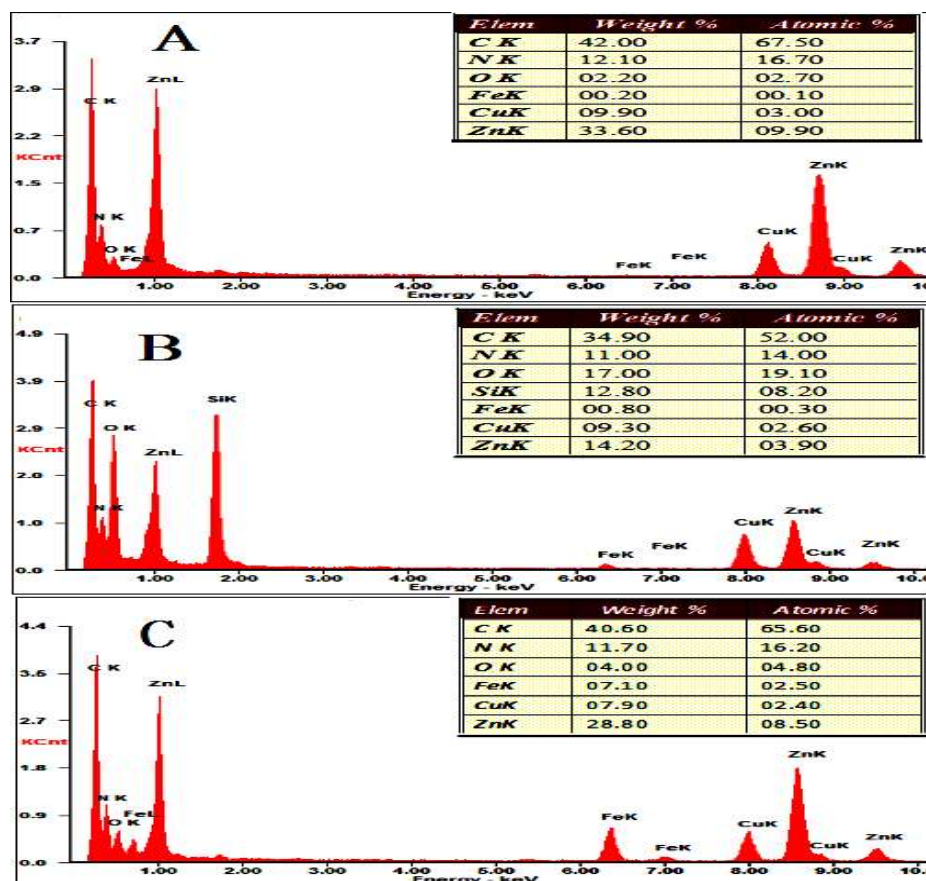 A
Elem Weight % Atomic %
C K 42.00 67.50
N K 12.10 16.70
O K 02.20 02.70
FeK 00.20 00.10
CuK 09.90 03.00
ZnK 33.60 09.90
3.7
2.9
2.2
KCnt
1.5
0.7
0.0
C K
N K
O K
FeL
ZnL
FeK
FeK
CuK
ZnK
CuK
ZnK
1.00 2.00 3.00 4.00 5.00 6.00 7.00 8.00 9.00 10
Energy - keV
B
Elem Weight % Atomic %
C K 34.90 52.00
N K 11.00 14.00
O K 17.00 19.10
SiK 12.80 08.20
FeK 00.80 00.30
CuK 09.30 02.60
ZnK 14.20 03.90
4.9
3.9
2.9
KCnt
2.0
1.0
0.0
C K
N K
O K
ZnL
SiK
FeK
FeK
CuK
ZnK
CuK
ZnK
1.00 2.00 3.00 4.00 5.00 6.00 7.00 8.00 9.00 10.0
Energy - keV
C
Elem Weight % Atomic %
C K 40.60 65.60
N K 11.70 16.20
O K 04.00 04.80
FeK 07.10 02.50
CuK 07.90 02.40
ZnK 28.80 08.50
4.4
3.5
2.7
KCnt
1.8
0.9
0.0
C K
N K
O K
FeL
ZnL
FeK
FeK
CuK
ZnK
CuK
ZnK
1.00 2.00 3.00 4.00 5.00 6.00 7.00 8.00 9.00 10.0
Energy - keV